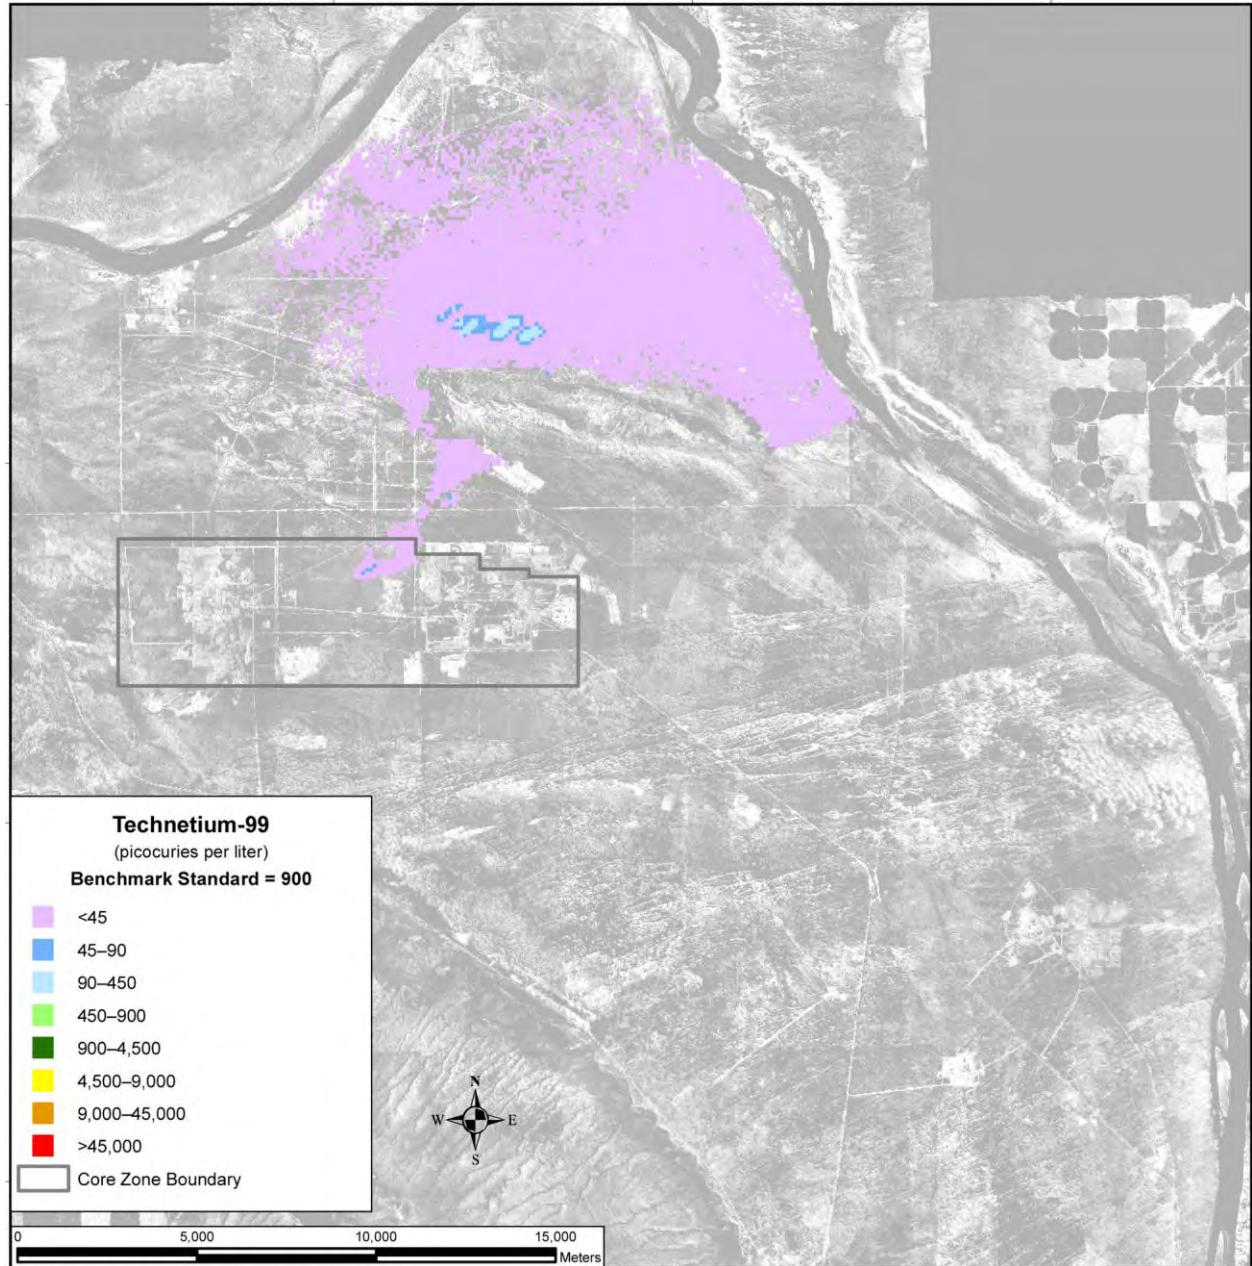 Technetium-99
(picocuries per liter)
Benchmark Standard = 900
<45
45–90
90–450
450–900
900–4,500
4,500–9,000
9,000–45,000
>45,000
Core Zone Boundary
N
W E
S
0 5,000 10,000 15,000
Meters